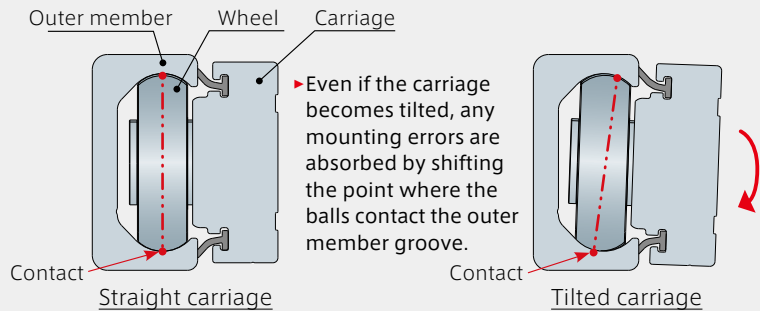 Outer member
Wheel
Carriage
▸Even if the carriage
becomes tilted, any
mounting errors are
absorbed by shifting
the point where the
balls contact the outer
member groove.
Contact
Straight carriage
Contact
Tilted carriage